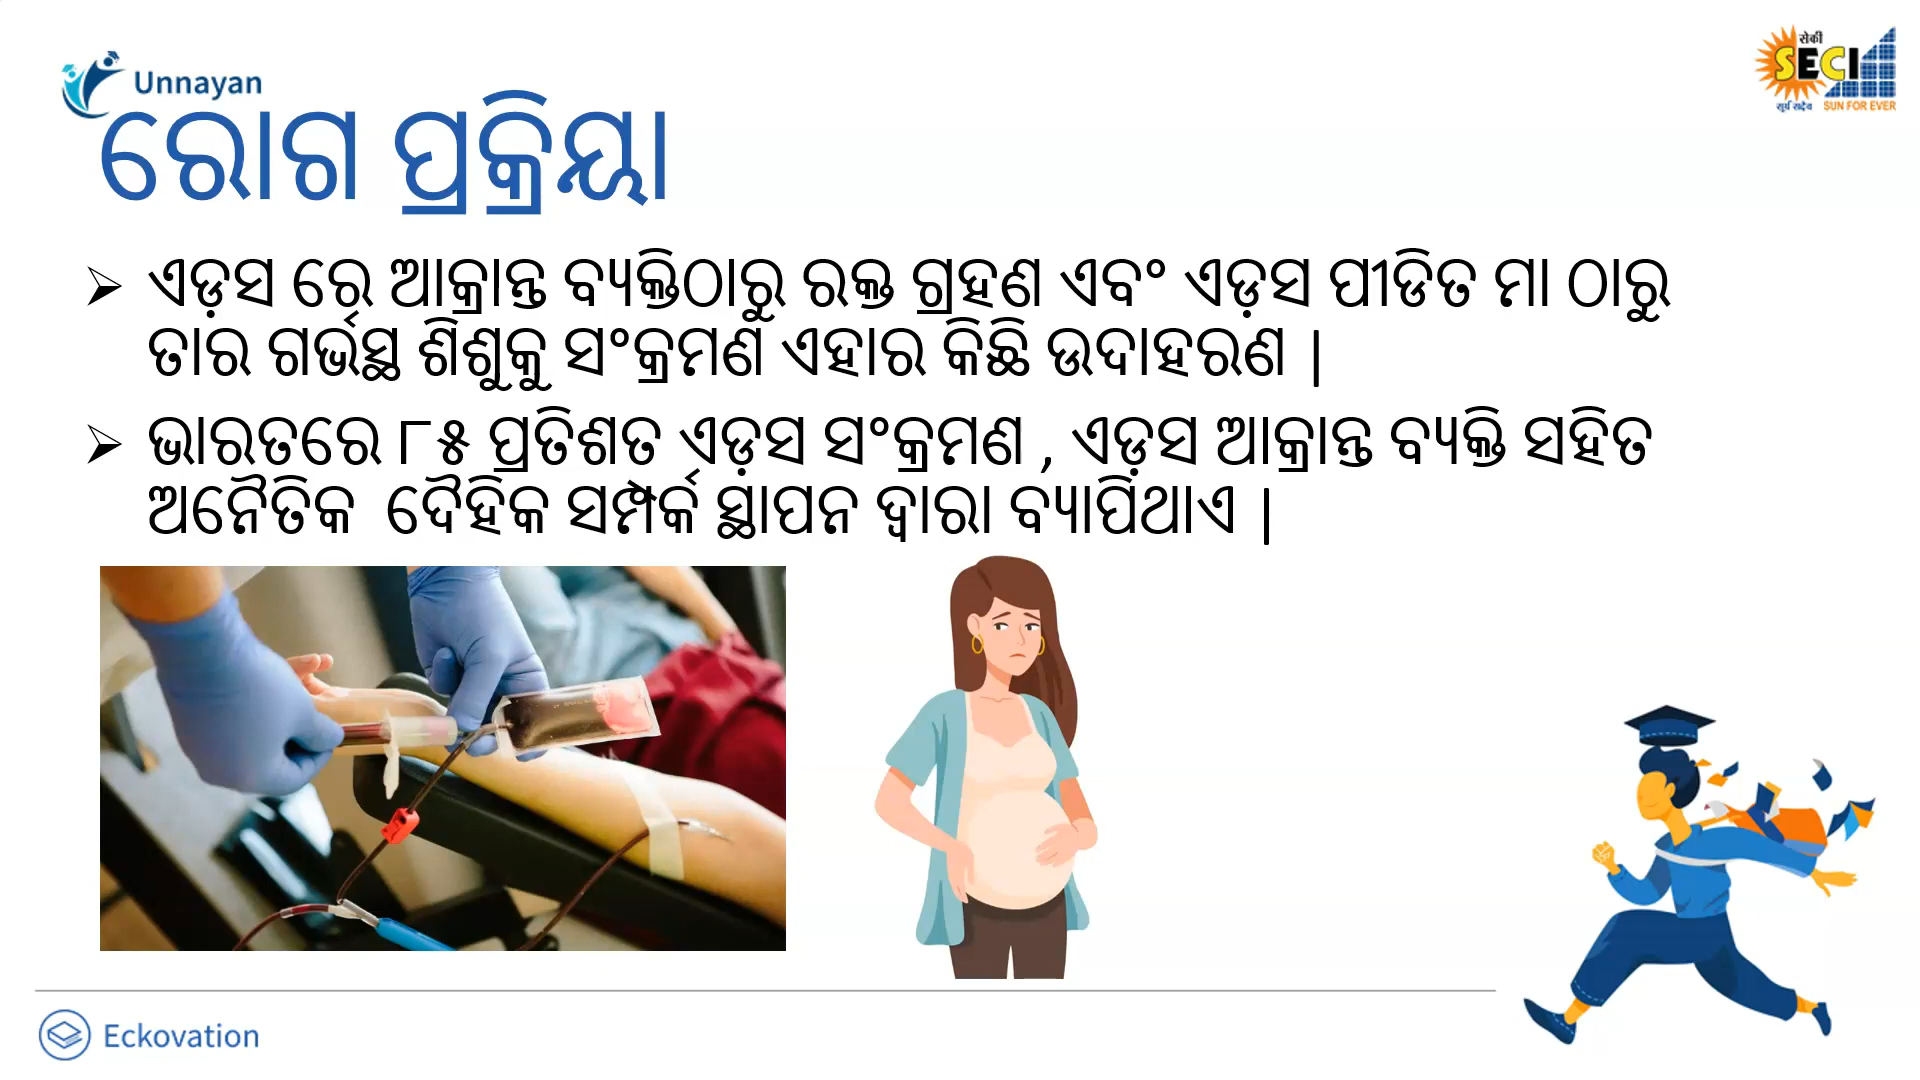 Unnayan
सेकी
SECI
सूर्य सदैव SUN FOR EVER
ରୋଗ ପ୍ରକ୍ରିୟା
➢ ଏଡ଼ସ ରେ ଆକ୍ରାନ୍ତ ବ୍ୟକ୍ତିଠାରୁ ରକ୍ତ ଗ୍ରହଣ ଏବଂ ଏଡ଼ସ ପୀଡିତ ମା ଠାରୁ
ତାର ଗର୍ଭସ୍ଥ ଶିଶୁକୁ ସଂକ୍ରମଣ ଏହାର କିଛି ଉଦାହରଣ |
➢ ଭାରତରେ ୮୫ ପ୍ରତିଶତ ଏଡ଼ସ ସଂକ୍ରମଣ , ଏଡ଼ସ ଆକ୍ରାନ୍ତ ବ୍ୟକ୍ତି ସହିତ
ଅନୈତିକ ଦୈହିକ ସମ୍ପର୍କ ସ୍ଥାପନ ଦ୍ୱାରା ବ୍ୟାପିଥାଏ |
Eckovation